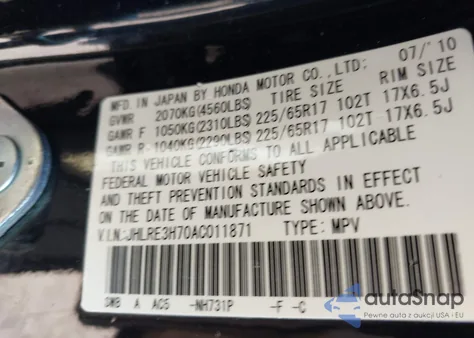 MFD. IN JAPAN BY HONDA MOTOR CO., LTD: 07/'10
GVWR 2070KG(4560LBS) TIRE SIZE RIM SIZE
GAWR F 1050KG(2310LBS) 225/65R17 102T 17X6.5J
GAWR R 1040KG(2290LBS) 225/65R17 102T 17X6.5J
THIS VEHICLE CONFORMS TO ALL APPLICABLE
FEDERAL MOTOR VEHICLE SAFETY
AND THEFT PREVENTION STANDARDS IN EFFECT
ON THE DATE OF MANUFACTURE SHOWN ABOVE.
V.I.N.:JHLRE3H70AC011871 TYPE: MPV
SWB A AC5 -NH731P -F -C
autoSnap
Pewne auta z aukcji USA i EU